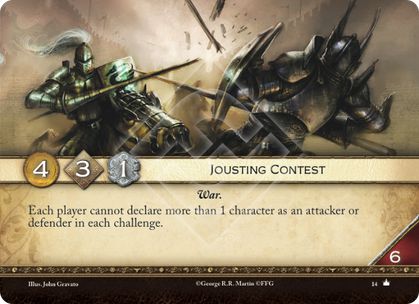 4 3 1 JOUSTING CONTEST
War.
Each player cannot declare more than 1 character as an attacker or
defender in each challenge.
6
Illus. John Gravato ©George R.R. Martin ©FFG 14